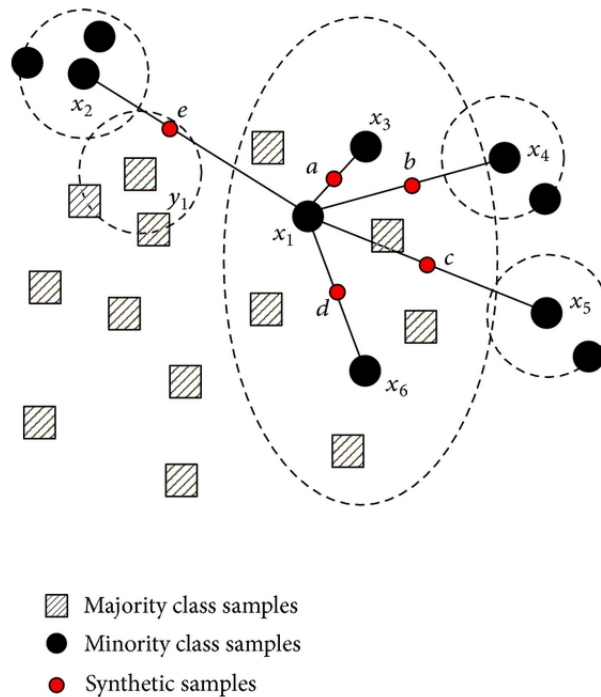 x2
e
x3
a
b
x4
y1
x1
c
d
x5
x6
Majority class samples
Minority class samples
Synthetic samples